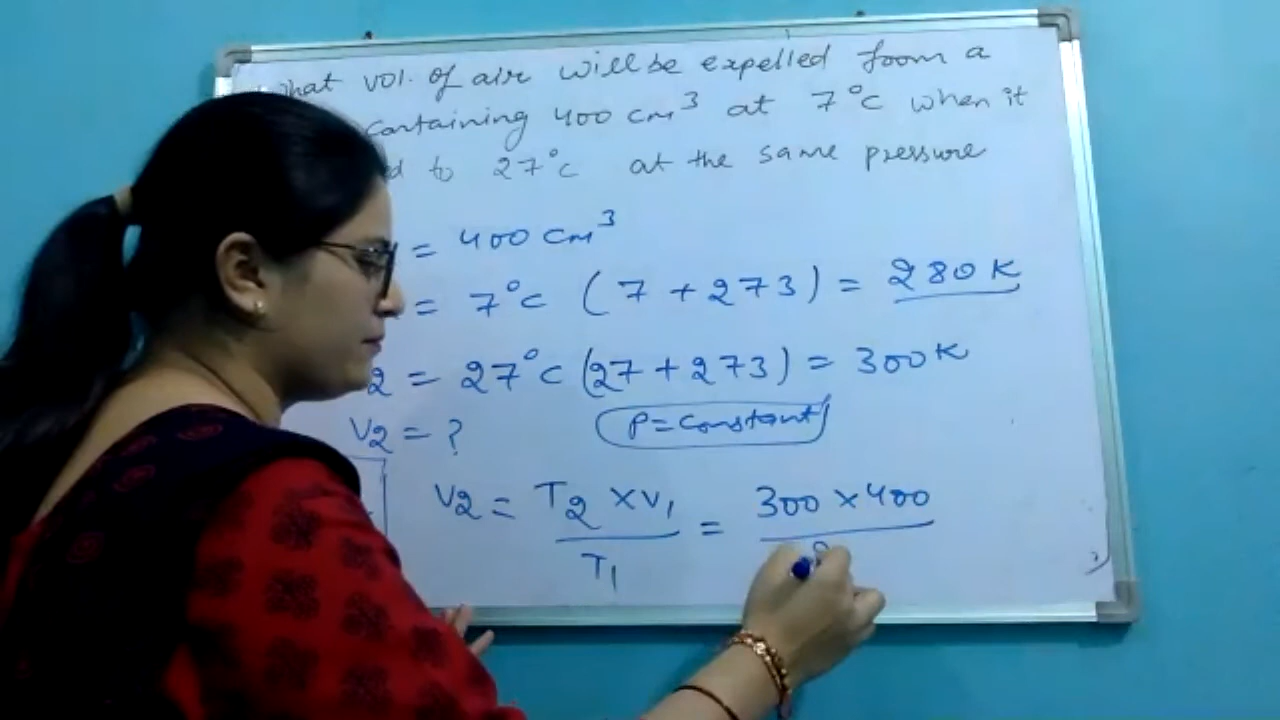 what vol. of air will be expelled from a
containing 400 cm³ at 7°C when it
to 27°C at the same pressure
= 400 cm³
= 7°C (7 + 273) = 280 K
2 = 27°C (27 + 273) = 300 K
V2 = ? P = constant
V2 = T2 × V1 / T1 = 300 × 400